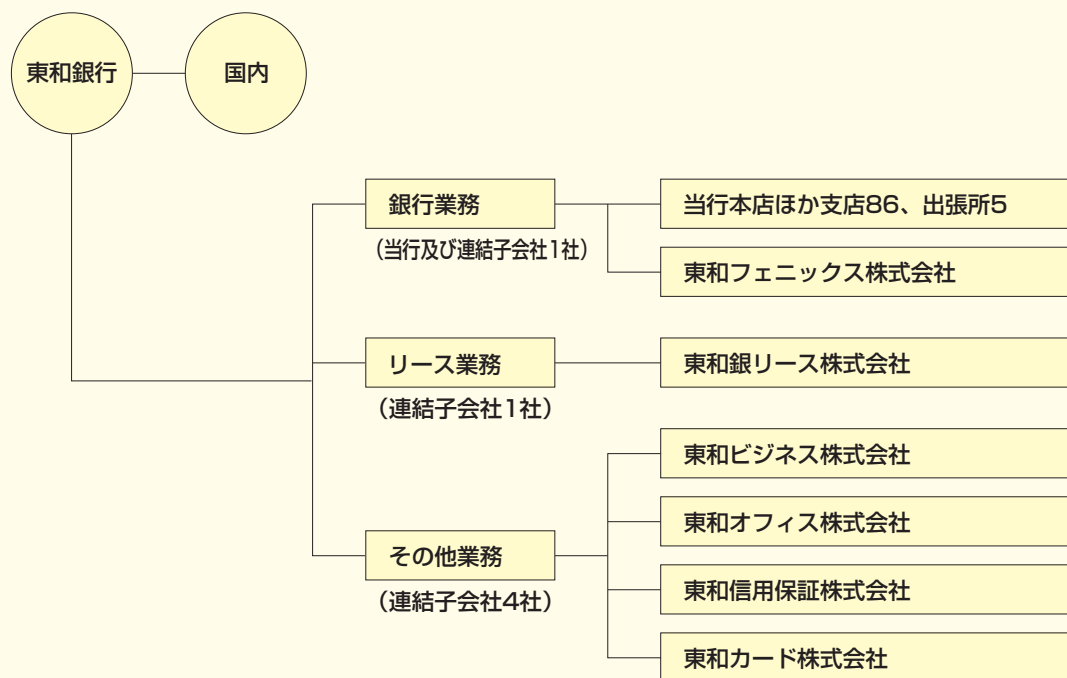 東和銀行
国内
銀行業務
（当行及び連結子会社1社）
当行本店ほか支店86、出張所5
東和フェニックス株式会社
リース業務
（連結子会社1社）
東和銀リース株式会社
その他業務
（連結子会社4社）
東和ビジネス株式会社
東和オフィス株式会社
東和信用保証株式会社
東和カード株式会社